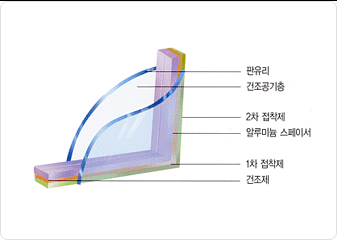 판유리
건조공기층
2차 접착제
알루미늄 스페이서
1차 접착제
건조제